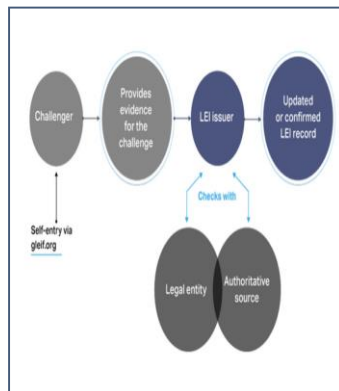 Challenger
Provides
evidence
for the
challenge
LEI issuer
Updated
or confirmed
LEI record
Checks with
Self-entry via
gleif.org
Legal entity
Authoritative
source